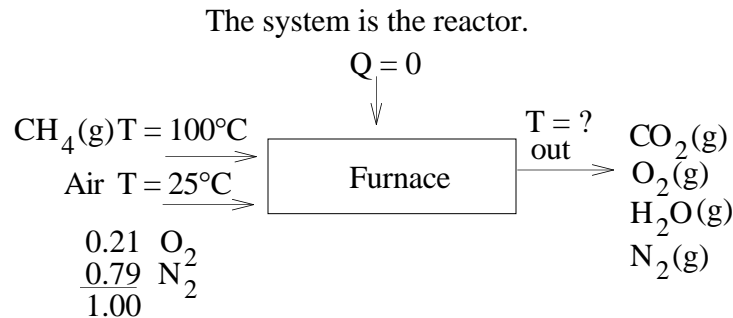 The system is the reactor.
Q = 0
CH₄(g) T = 100°C
Air T = 25°C
0.21 O₂
0.79 N₂
1.00
Furnace
T = ?
out
CO₂(g)
O₂(g)
H₂O(g)
N₂(g)